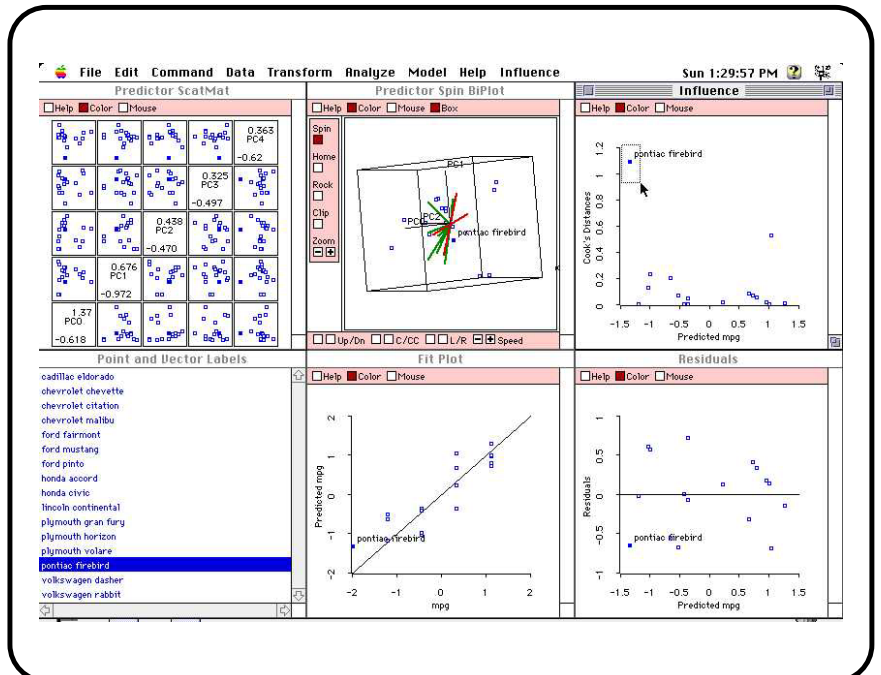 File Edit Command Data Transform Analyze Model Help Influence Sun 1:29:57 PM
Predictor ScatMat
Help Color Mouse
0.363
PC4
-0.62
0.325
PC3
-0.497
0.438
PC2
-0.470
0.676
PC1
-0.972
1.37
PC0
-0.618
Predictor Spin BiPlot
Help Color Mouse Box
Spin
Home
Rock
Clip
Zoom
PC1
PC2
PC0
pontiac firebird
Up/Dn C/CC L/R Speed
Influence
Help Color Mouse
pontiac firebird
Cook's Distances
0 0.2 0.4 0.6 0.8 1 1.2
-1.5 -1 -0.5 0 0.5 1 1.5
Predicted mpg
Point and Vector Labels
cadillac eldorado
chevrolet chevette
chevrolet citation
chevrolet malibu
ford fairmont
ford mustang
ford pinto
honda accord
honda civic
lincoln continental
plymouth gran fury
plymouth horizon
plymouth volare
pontiac firebird
volkswagen dasher
volkswagen rabbit
Fit Plot
Help Color Mouse
Predicted mpg
-2 -1 0 1 2
pontiac firebird
-2 -1 0 1 2
mpg
Residuals
Help Color Mouse
Residuals
-1 -0.5 0 0.5 1
pontiac firebird
-1.5 -1 -0.5 0 0.5 1 1.5
Predicted mpg